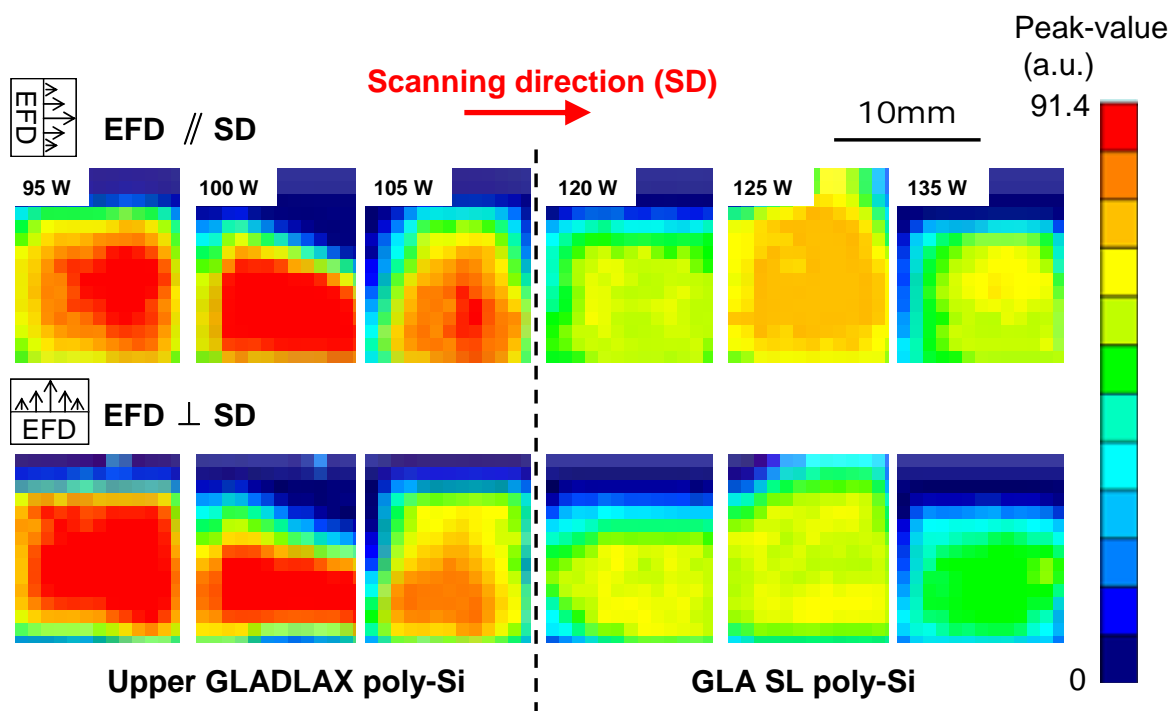 Peak-value
(a.u.)
Scanning direction (SD)
91.4
10mm
EFD
EFD // SD
95 W
100 W
105 W
120 W
125 W
135 W
EFD
EFD ⊥ SD
Upper GLADLAX poly-Si
GLA SL poly-Si
0